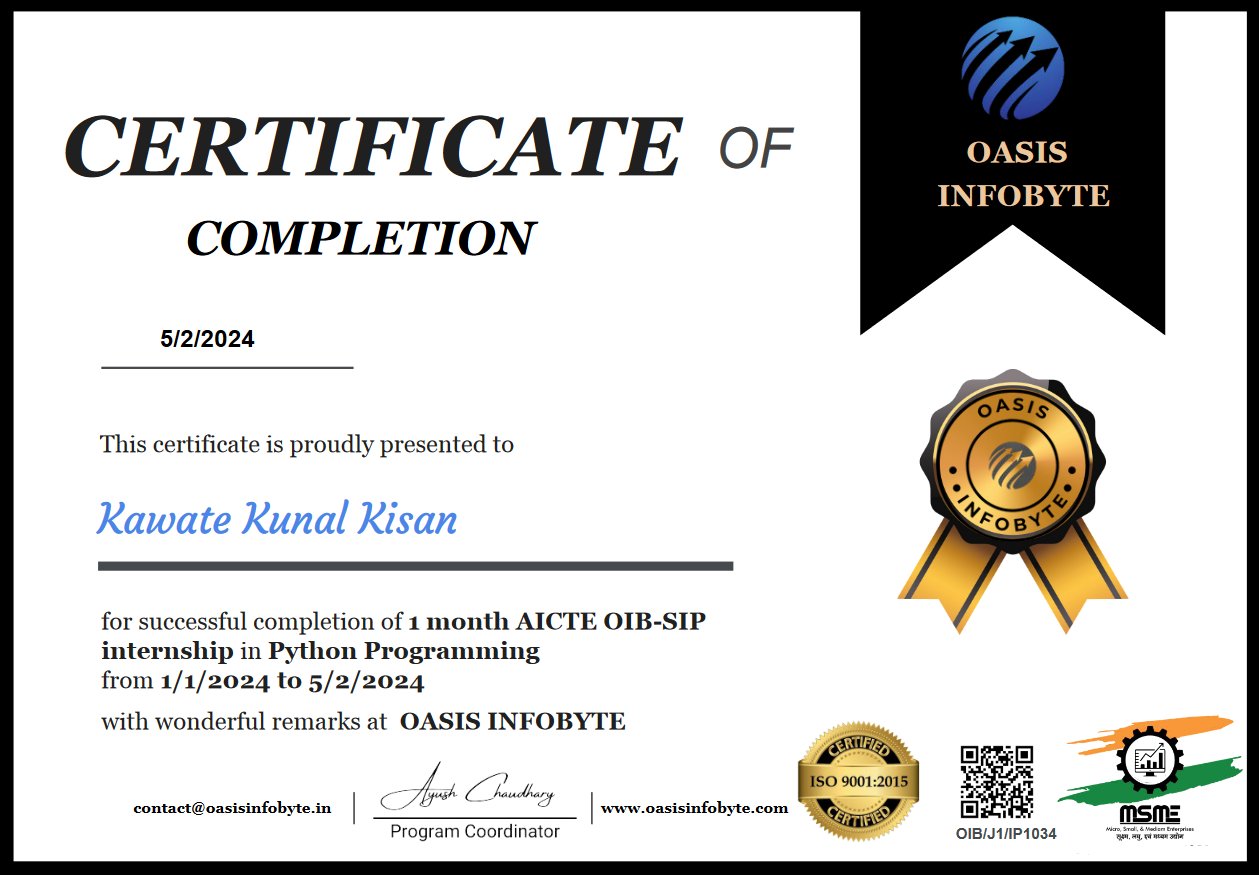 CERTIFICATE OF
COMPLETION
OASIS
INFOBYTE
5/2/2024
This certificate is proudly presented to
Kawate Kunal Kisan
OASIS
INFOBYTE
for successful completion of 1 month AICTE OIB-SIP
internship in Python Programming
from 1/1/2024 to 5/2/2024
with wonderful remarks at OASIS INFOBYTE
contact@oasisinfobyte.in
Ayush Chaudhary
Program Coordinator
www.oasisinfobyte.com
CERTIFIED
ISO 9001:2015
CERTIFIED
OIB/J1/IP1034
MSME
Micro, Small, & Medium Enterprises
सूक्ष्म, लघु, एवं मध्यम उद्योग